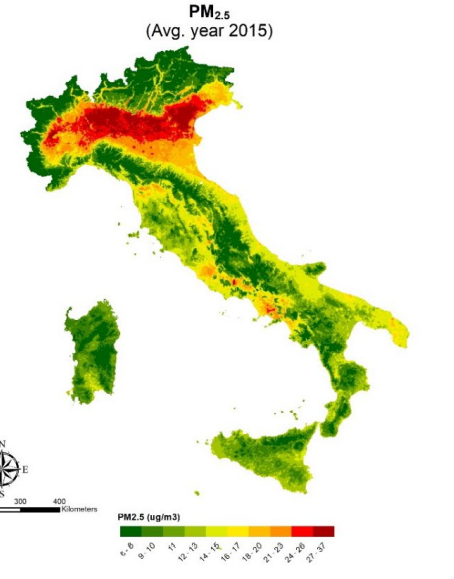 PM2.5
(Avg. year 2015)
N
E
S
300 400
Kilometers
PM2.5 (ug/m3)
6 - 8 9 - 10 11 12 - 13 14 - 15 16 - 17 18 - 20 21 - 23 24 - 26 27 - 37